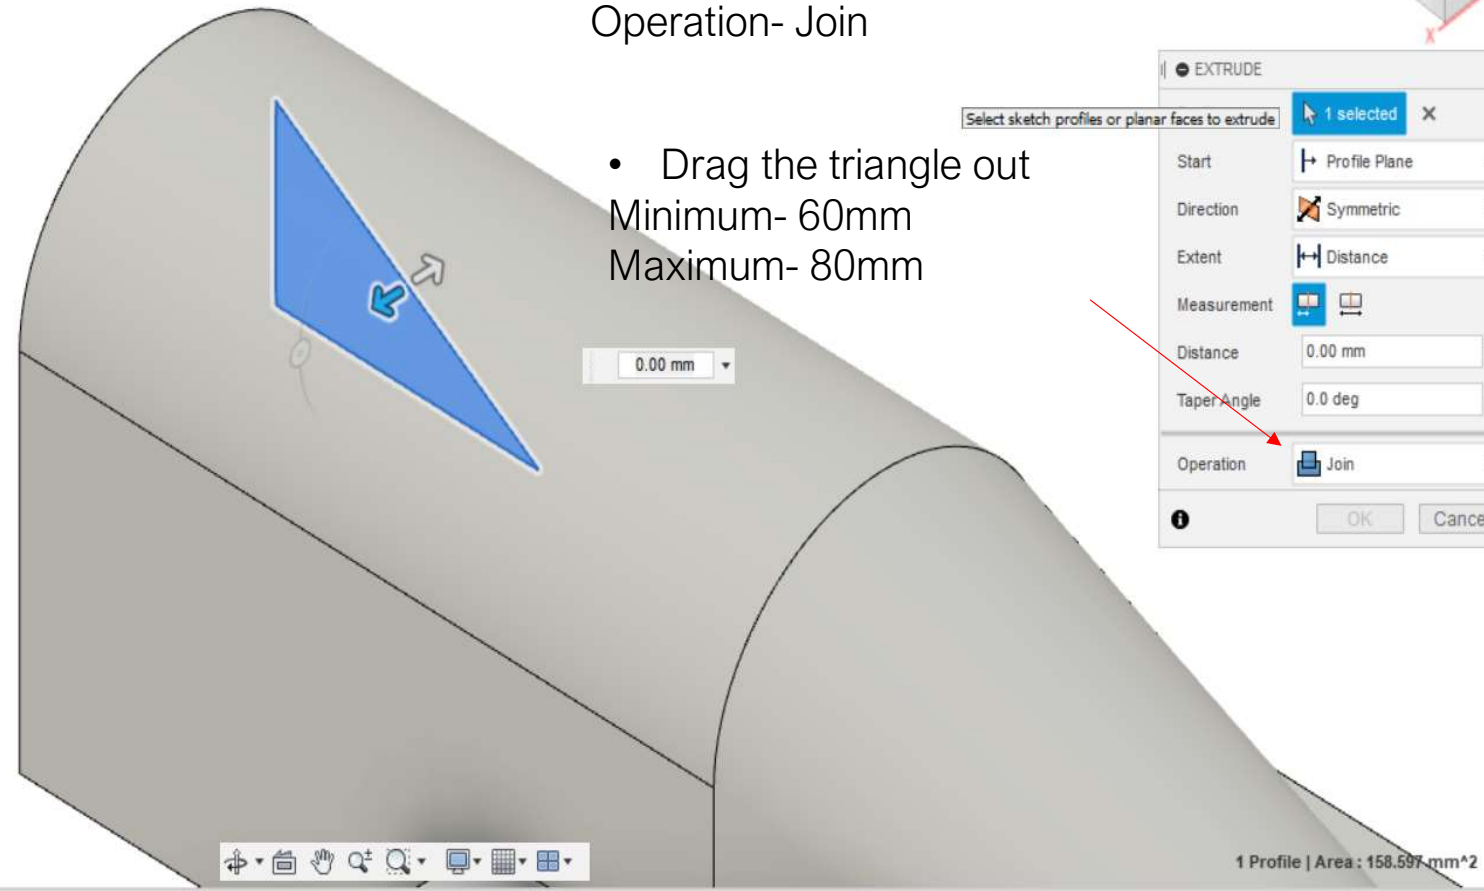 Operation- Join
X
EXTRUDE
Select sketch profiles or planar faces to extrude
1 selected
• Drag the triangle out
Minimum- 60mm
Maximum- 80mm
Start Profile Plane
Direction Symmetric
Extent Distance
Measurement
0.00 mm
Distance 0.00 mm
Taper Angle 0.0 deg
Operation Join
OK Cance
1 Profile | Area : 158.597 mm^2